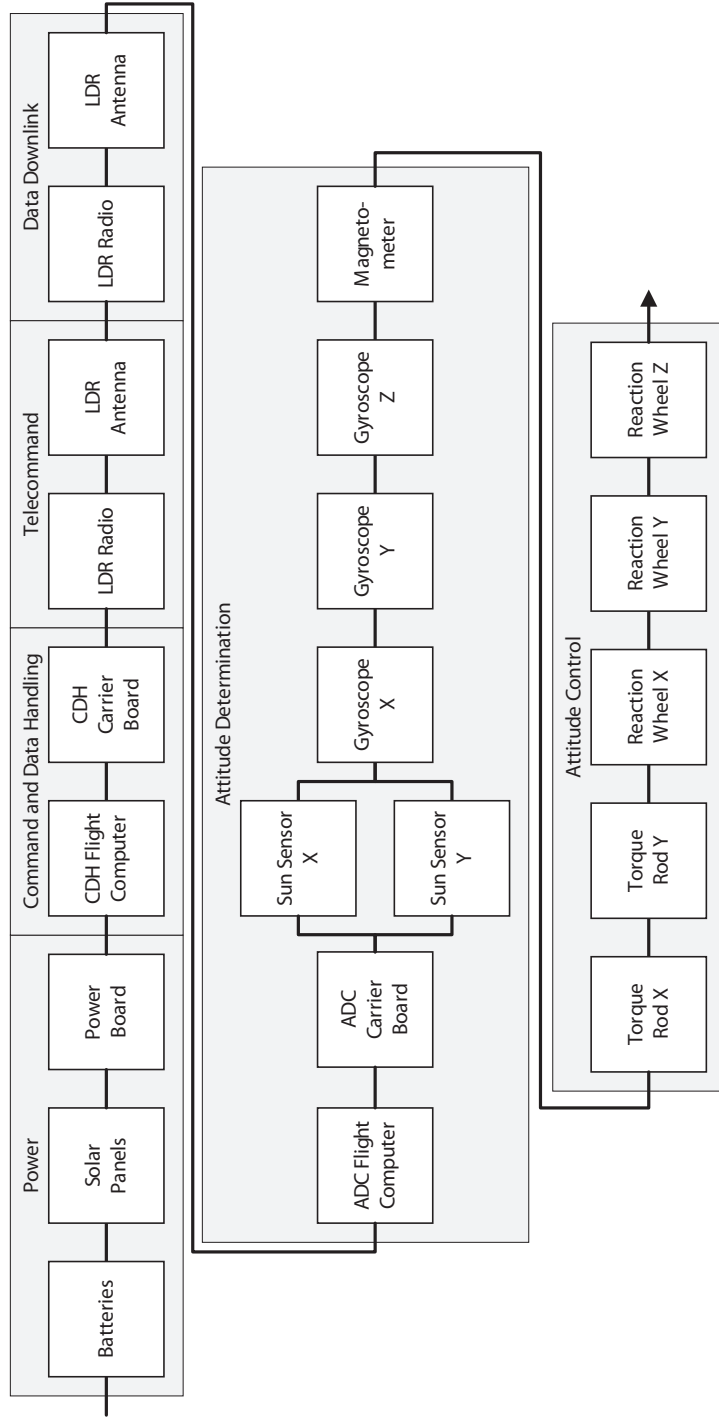 Power
Batteries
Solar
Panels
Power
Board
Command and Data Handling
CDH Flight
Computer
CDH
Carrier
Board
Telecommand
LDR Radio
LDR
Antenna
Data Downlink
LDR Radio
LDR
Antenna
Attitude Determination
ADC Flight
Computer
ADC
Carrier
Board
Sun Sensor
X
Sun Sensor
Y
Gyroscope
X
Gyroscope
Y
Gyroscope
Z
Magneto-
meter
Attitude Control
Torque
Rod X
Torque
Rod Y
Reaction
Wheel X
Reaction
Wheel Y
Reaction
Wheel Z